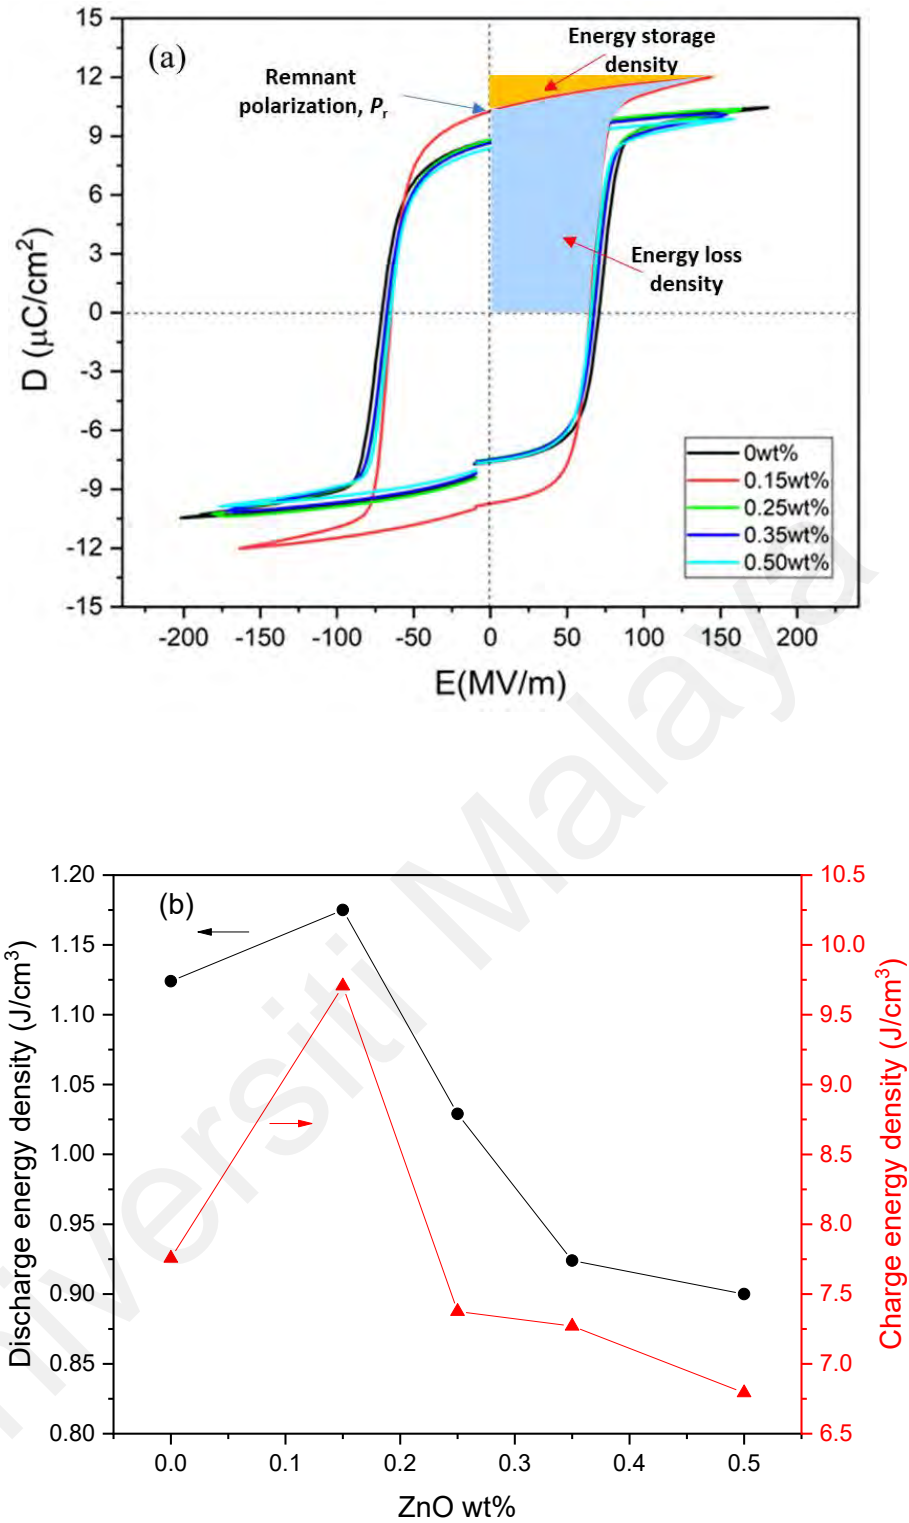 (a)
Energy storage
density
Remnant
polarization, Pr
Energy loss
density
15
12
9
6
3
0
-3
-6
-9
-12
-15
D (μC/cm²)
0wt%
0.15wt%
0.25wt%
0.35wt%
0.50wt%
-200 -150 -100 -50 0 50 100 150 200
E(MV/m)
(b)
1.20
1.15
1.10
1.05
1.00
0.95
0.90
0.85
0.80
Discharge energy density (J/cm³)
10.5
10.0
9.5
9.0
8.5
8.0
7.5
7.0
6.5
Charge energy density (J/cm³)
0.0 0.1 0.2 0.3 0.4 0.5
ZnO wt%
Malaya